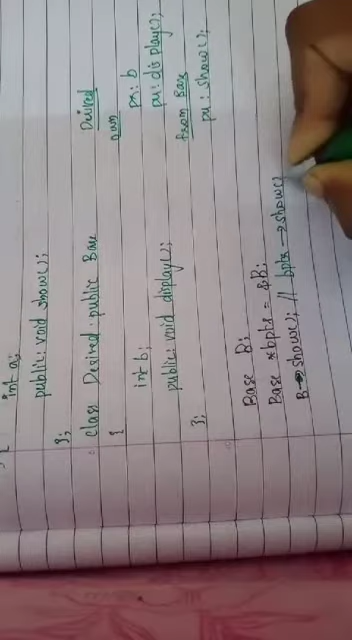 int a;
public: void show();
};
class Derived: public Base
{
int b;
public: void display();
};
Derived
pr: b
pu: display();
from Base
pu: show();
Base B;
Base *bptr = &B;
B→show(); // bptr → show()